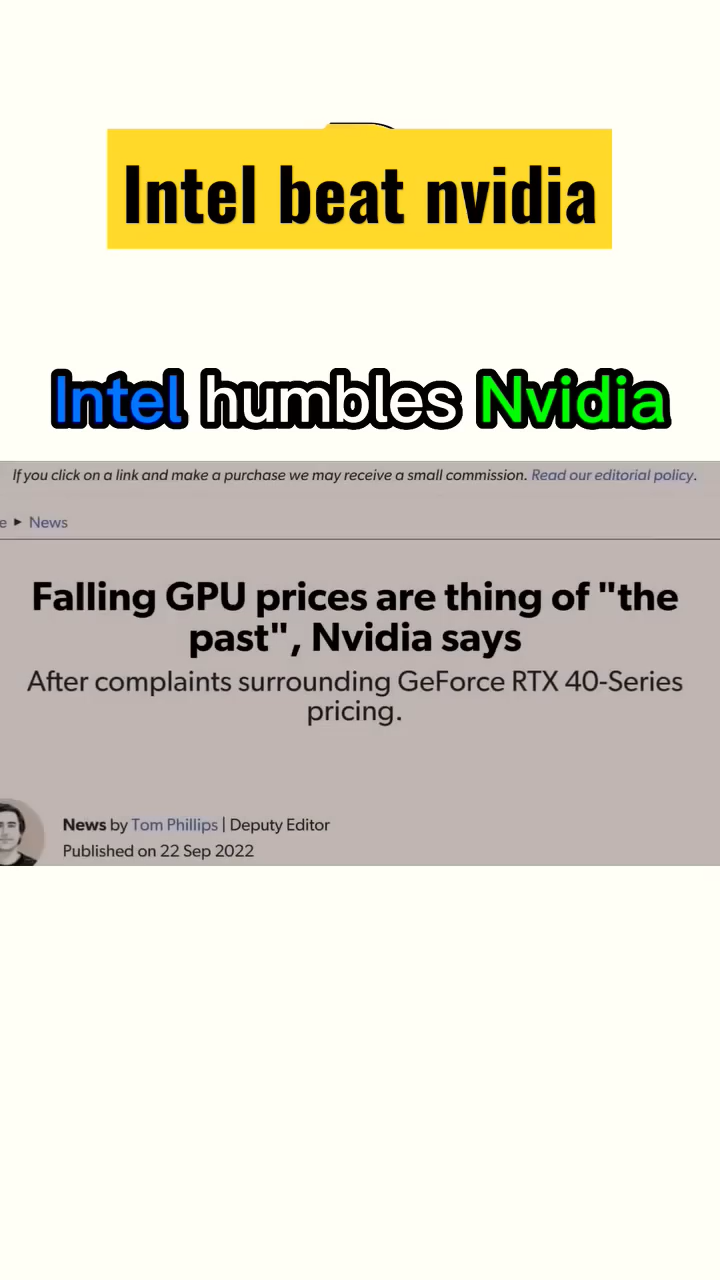 Intel beat nvidia
Intel humbles Nvidia
If you click on a link and make a purchase we may receive a small commission. Read our editorial policy.
e ▸ News
Falling GPU prices are thing of "the
past", Nvidia says
After complaints surrounding GeForce RTX 40-Series
pricing.
News by Tom Phillips | Deputy Editor
Published on 22 Sep 2022